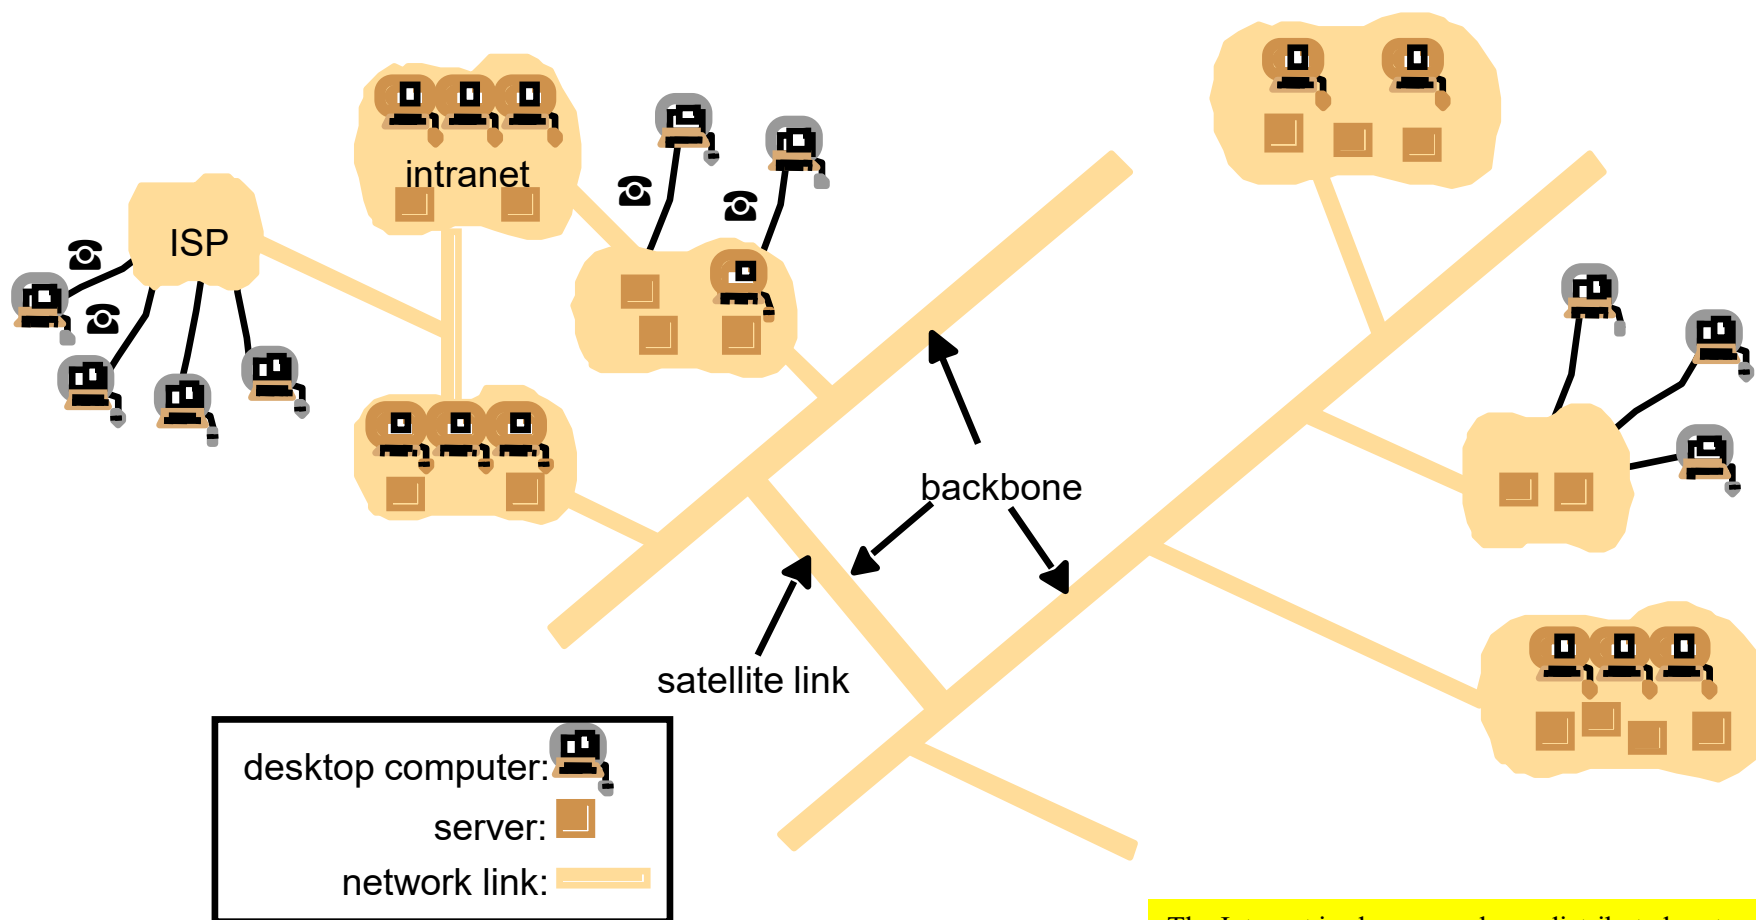 intranet
ISP
backbone
satellite link
desktop computer:
server:
network link: